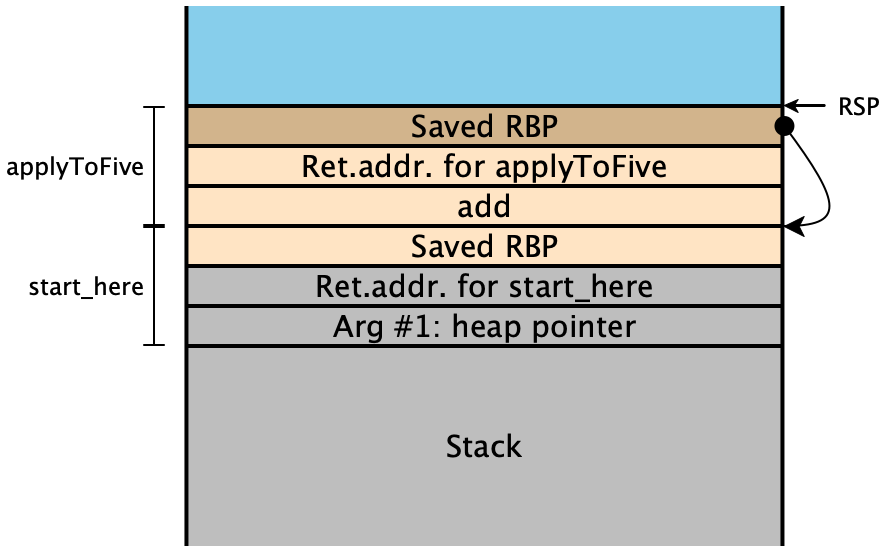 RSP
Saved RBP
applyToFive
Ret.addr. for applyToFive
add
Saved RBP
start_here
Ret.addr. for start_here
Arg #1: heap pointer
Stack